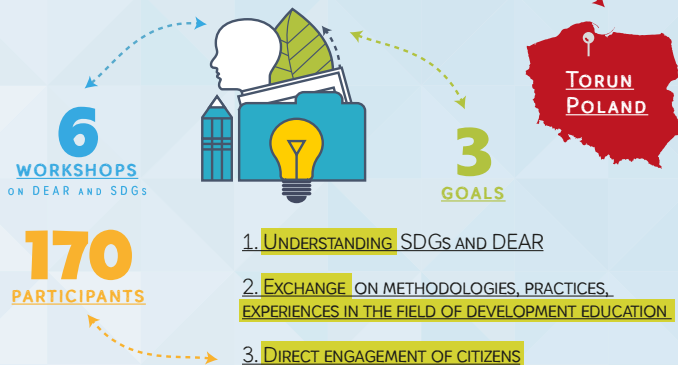 6
WORKSHOPS
ON DEAR AND SDGS
3
GOALS
TORUN
POLAND
170
PARTICIPANTS
1. UNDERSTANDING SDGS AND DEAR
2. EXCHANGE ON METHODOLOGIES, PRACTICES,
EXPERIENCES IN THE FIELD OF DEVELOPMENT EDUCATION
3. DIRECT ENGAGEMENT OF CITIZENS